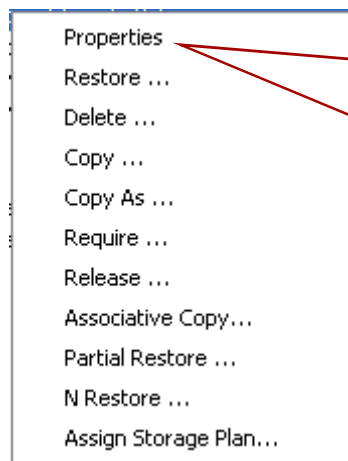 Properties
Restore ...
Delete ...
Copy ...
Copy As ...
Require ...
Release ...
Associative Copy...
Partial Restore ...
N Restore ...
Assign Storage Plan...